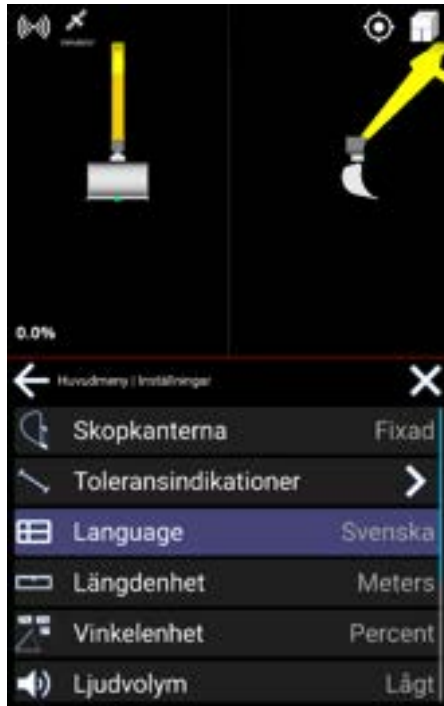 0.0%
Huvudmeny | Inställningar
Skopkanterna Fixad
Toleransindikationer
Language Svenska
Längdenhet Meters
Vinkelenhet Percent
Ljudvolym Lågt